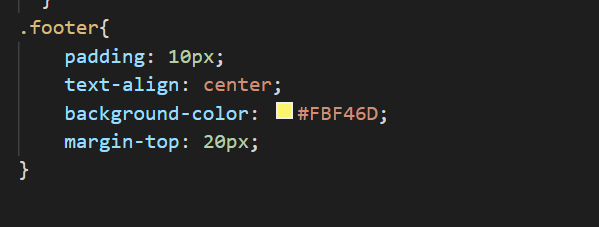 }
.footer{
padding: 10px;
text-align: center;
background-color: #FBF46D;
margin-top: 20px;
}